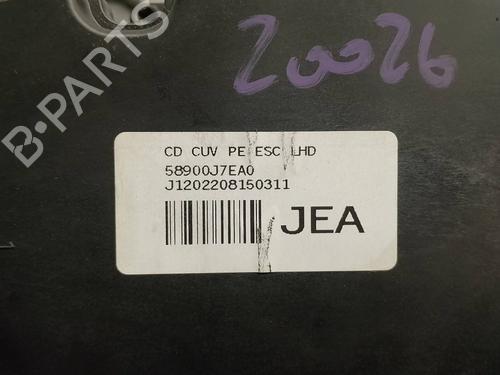 20026
B-PARTS
CD CUV PE ESC LHD
58900J7EA0
J1202208150311
JEA